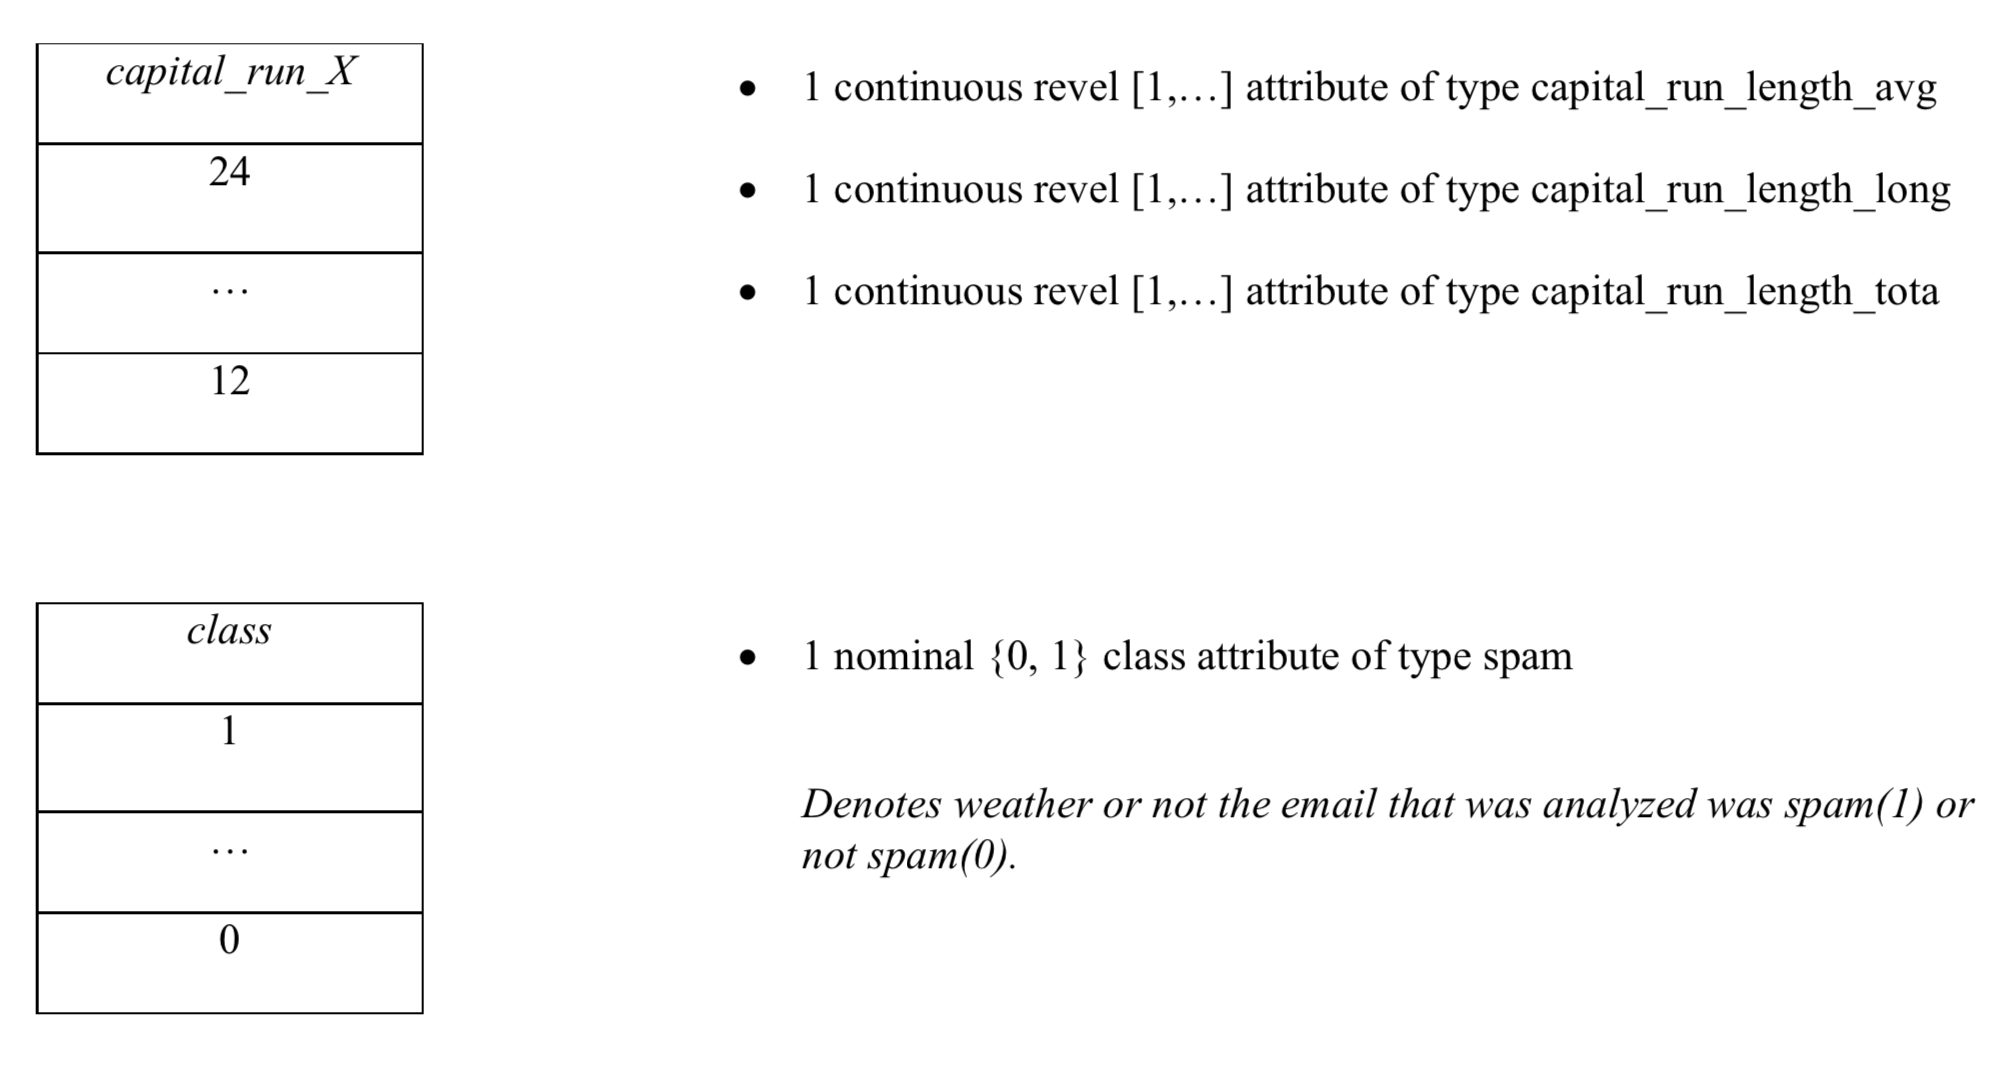 capital_run_X
24
…
12
• 1 continuous revel [1,…] attribute of type capital_run_length_avg
• 1 continuous revel [1,…] attribute of type capital_run_length_long
• 1 continuous revel [1,…] attribute of type capital_run_length_tota
class
1
…
0
• 1 nominal {0, 1} class attribute of type spam
Denotes weather or not the email that was analyzed was spam(1) or
not spam(0).